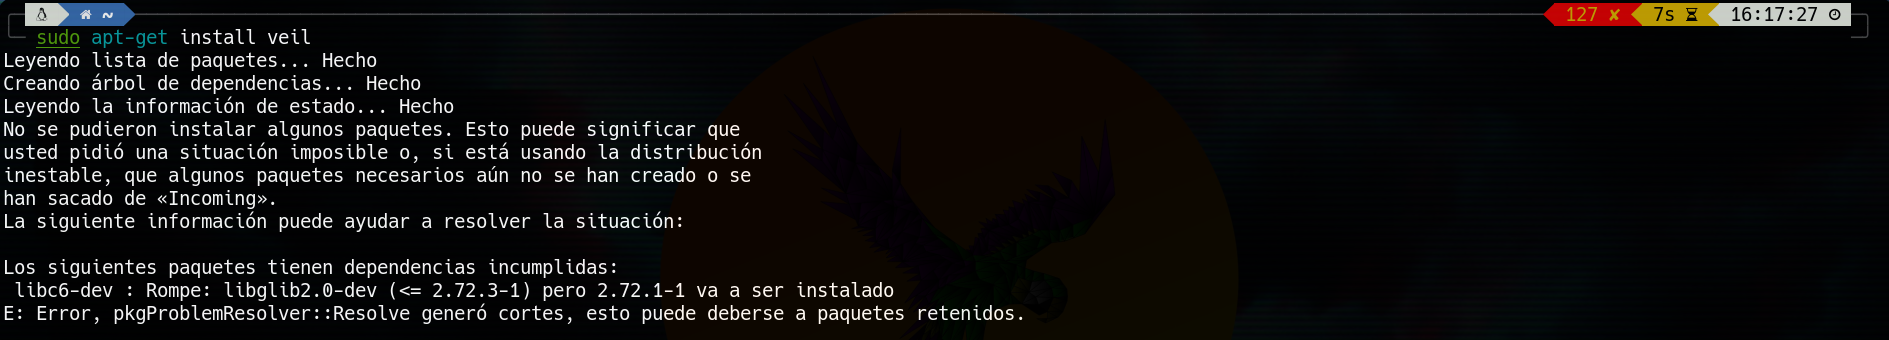 ~ 127 ✘ 7s 16:17:27
sudo apt-get install veil
Leyendo lista de paquetes... Hecho
Creando árbol de dependencias... Hecho
Leyendo la información de estado... Hecho
No se pudieron instalar algunos paquetes. Esto puede significar que
usted pidió una situación imposible o, si está usando la distribución
inestable, que algunos paquetes necesarios aún no se han creado o se
han sacado de «Incoming».
La siguiente información puede ayudar a resolver la situación:
Los siguientes paquetes tienen dependencias incumplidas:
libc6-dev : Rompe: libglib2.0-dev (<= 2.72.3-1) pero 2.72.1-1 va a ser instalado
E: Error, pkgProblemResolver::Resolve generó cortes, esto puede deberse a paquetes retenidos.